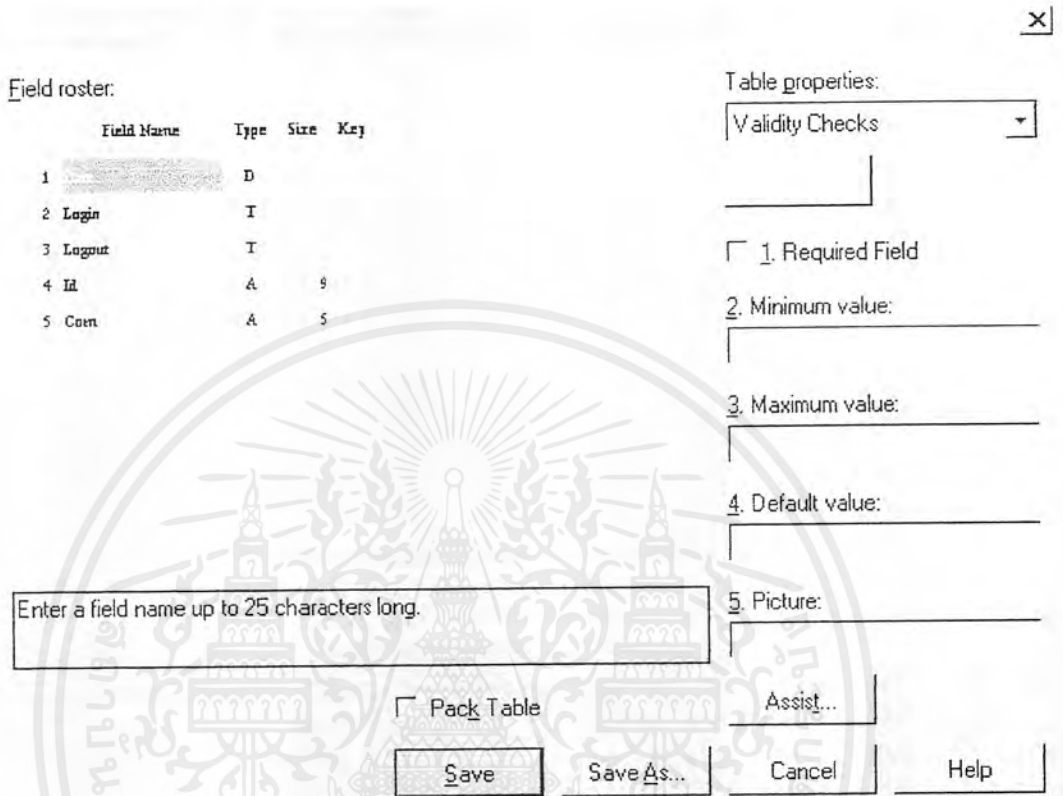 Field roster:
Field Name Type Size Key
1 D
2 Login T
3 Logout T
4 Id A 9
5 Com A 5
Enter a field name up to 25 characters long.
Pack Table
Save
Save As...
Cancel
Help
Table properties:
Validity Checks
1. Required Field
2. Minimum value:
3. Maximum value:
4. Default value:
5. Picture:
Assist...